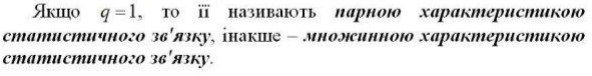 Якщо q = 1, то її називають парною характеристикою
статистичного зв'язку, інакше – множинною характеристикою
статистичного зв'язку.